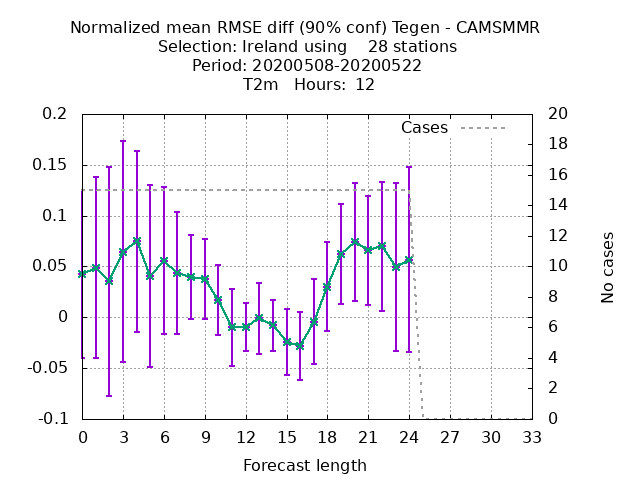 Normalized mean RMSE diff (90% conf) Tegen - CAMSMMR
Selection: Ireland using    28 stations
Period: 20200508-20200522
T2m   Hours:  12
0.2
0.15
0.1
0.05
0
-0.05
-0.1
Cases
20
18
16
14
12
10
8
6
4
2
0
No cases
0 3 6 9 12 15 18 21 24 27 30 33
Forecast length